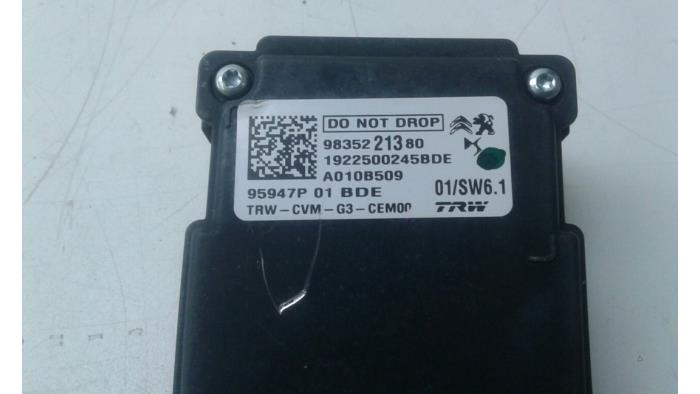 DO NOT DROP
98352 213 80
1922500245BDE
A010B509
95947P 01 BDE
01/SW6.1
TRW-CVM-G3-CEM00
TRW